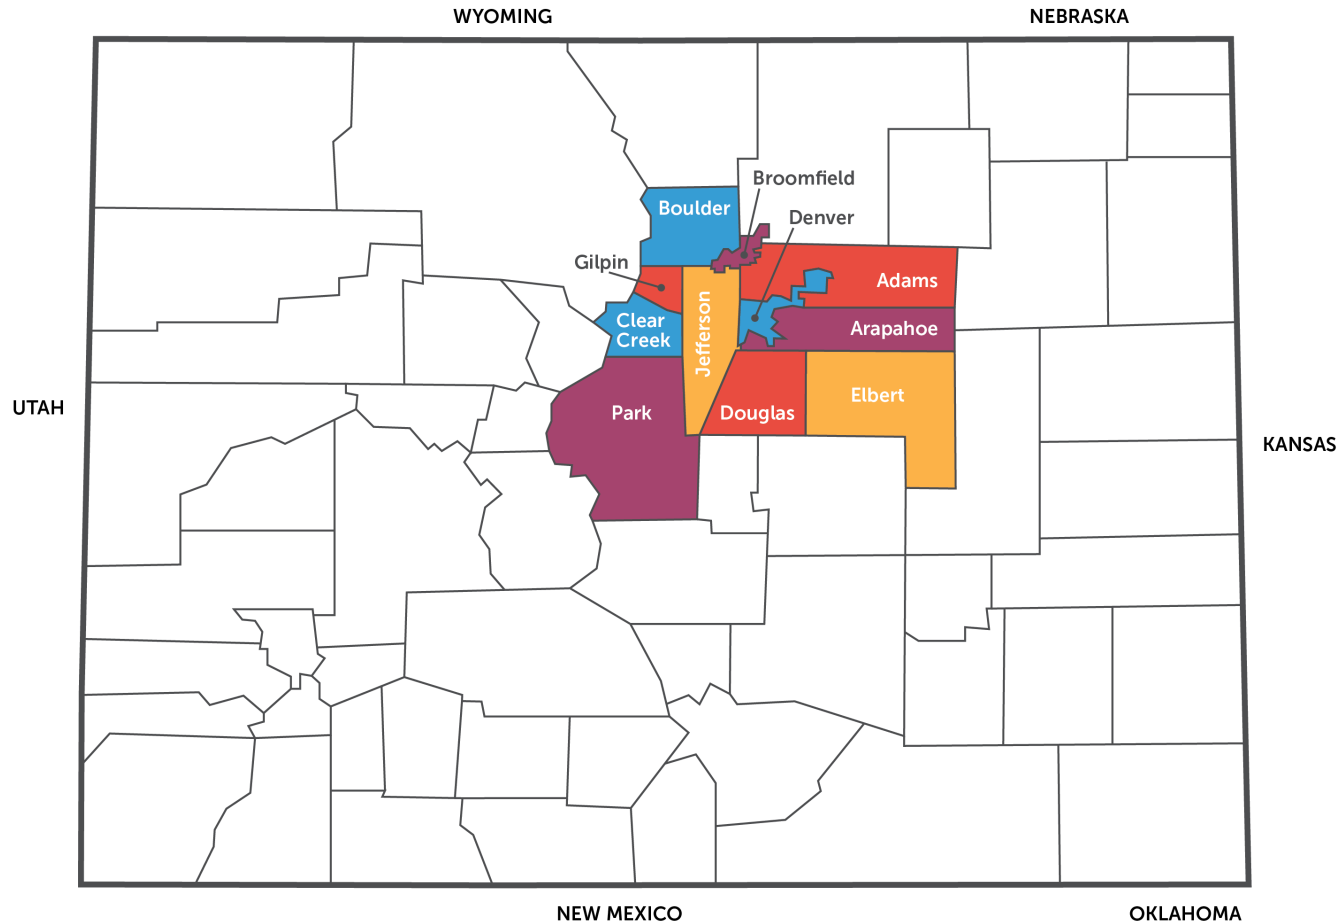 WYOMING
NEBRASKA
Broomfield
Boulder
Denver
Gilpin
Adams
Clear
Creek
Jefferson
Arapahoe
Park
Douglas
Elbert
UTAH
KANSAS
NEW MEXICO
OKLAHOMA